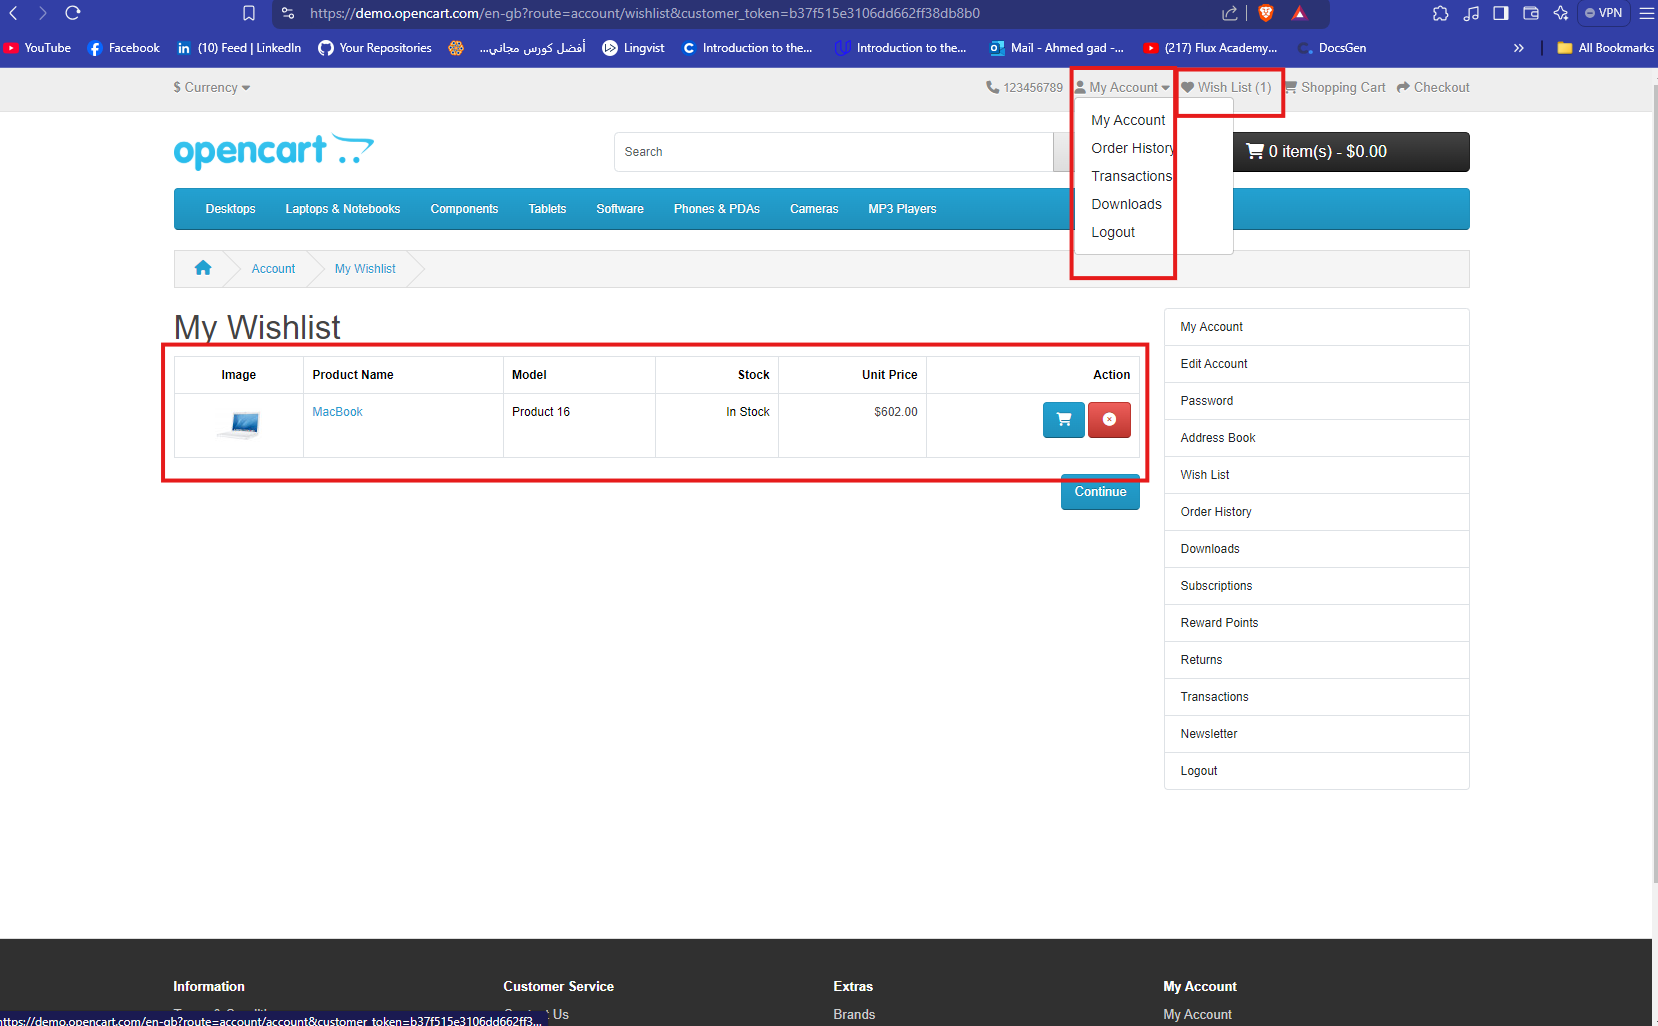 https://demo.opencart.com/en-gb?route=account/wishlist&customer_token=b37f515e3106dd662ff38db8b0
VPN
YouTube
Facebook
(10) Feed | LinkedIn
Your Repositories
أفضل كورس مجاني...
Lingvist
Introduction to the...
Introduction to the...
Mail - Ahmed gad -...
(217) Flux Academy...
DocsGen
»
All Bookmarks
$ Currency
123456789
My Account
Wish List (1)
Shopping Cart
Checkout
My Account
Order History
Transactions
Downloads
Logout
opencart
Search
0 item(s) - $0.00
Desktops
Laptops & Notebooks
Components
Tablets
Software
Phones & PDAs
Cameras
MP3 Players
Account
My Wishlist
My Wishlist
Image Product Name Model Stock Unit Price Action
MacBook Product 16 In Stock $602.00
Continue
My Account
Edit Account
Password
Address Book
Wish List
Order History
Downloads
Subscriptions
Reward Points
Returns
Transactions
Newsletter
Logout
Information
Customer Service
Extras
My Account
Us
Brands
My Account
https://demo.opencart.com/en-gb?route=account/account&customer_token=b37f515e3106dd662ff3...